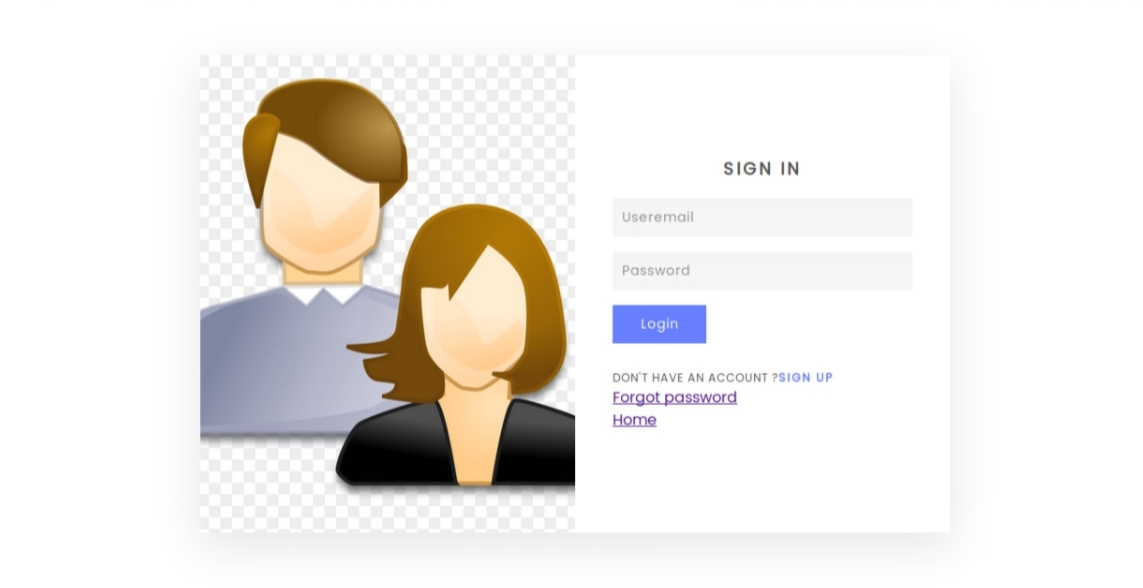 SIGN IN
Useremail
Password
Login
DON'T HAVE AN ACCOUNT ?SIGN UP
Forgot password
Home